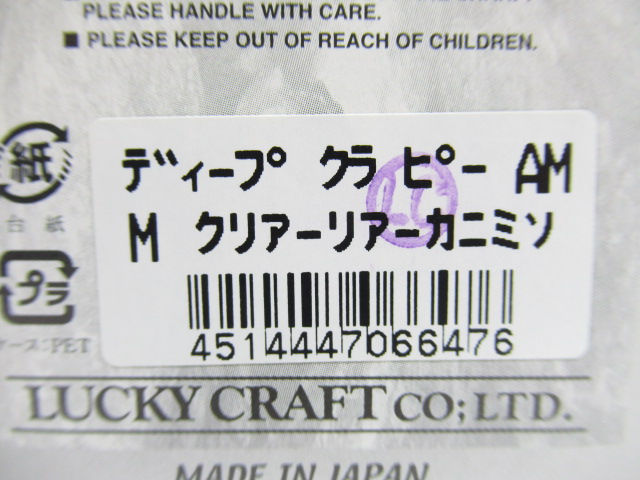 PLEASE HANDLE WITH CARE.
■ PLEASE KEEP OUT OF REACH OF CHILDREN.
紙
台紙
プラ
ケース:PET
ディープ クラピー AM
M クリアーリアーカニミソ
4514447066476
LUCKY CRAFT CO;LTD.
MADE IN JAPAN